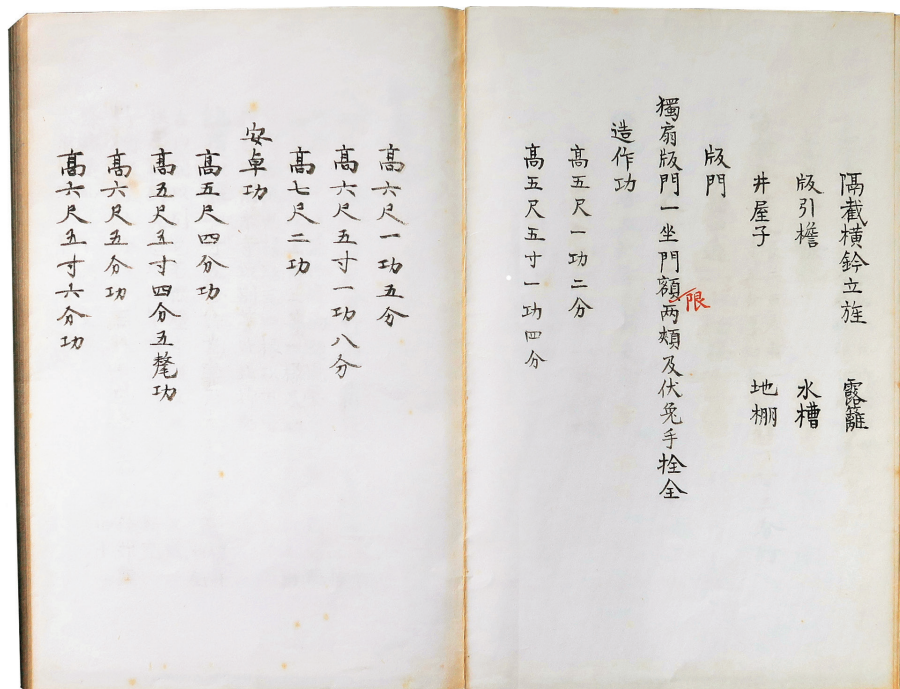 隔截橫鈐立旌 露籬
版引檐 水槽
井屋子 地棚
版門
獨扇版門一坐門額限两頰及伏兔手拴全
造作功
高五尺一功二分
高五尺五寸一功四分
高六尺一功五分
高六尺五寸一功八分
高七尺二功
安卓功
高五尺四分功
高五尺五寸四分五氂功
高六尺五分功
高六尺五寸六分功